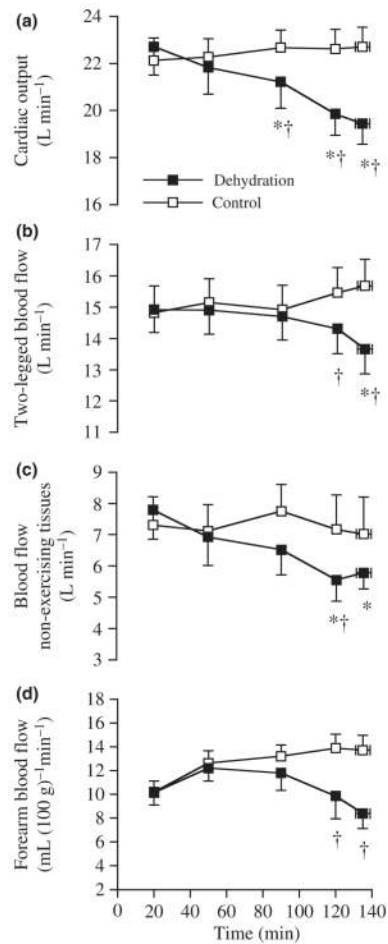 (a)
Cardiac output
(L min⁻¹)
24
22
20
18
16
*†
*†
*†
Dehydration
Control
(b)
Two-legged blood flow
(L min⁻¹)
17
16
15
14
13
12
11
†
*†
(c)
Blood flow
non-exercising tissues
(L min⁻¹)
9
8
7
6
5
4
3
*†
*
(d)
Forearm blood flow
(mL (100 g)⁻¹min⁻¹)
18
16
14
12
10
8
6
4
2
†
†
0 20 40 60 80 100 120 140
Time (min)